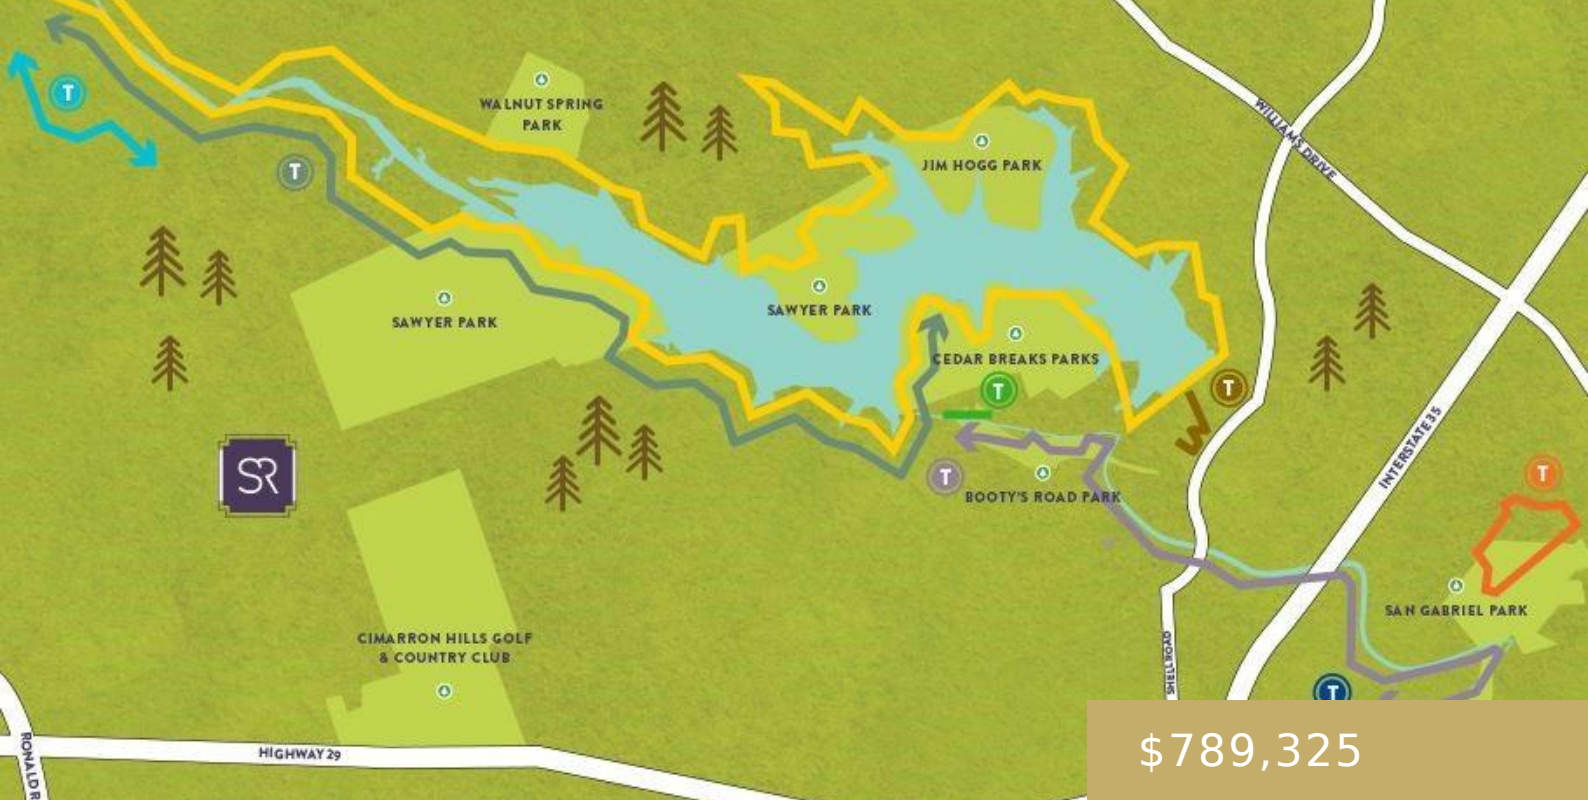 T
WALNUT SPRING
PARK
WILLIAMS DRIVE
JIM HOGG PARK
T
SAWYER PARK
SAWYER PARK
CEDAR BREAKS PARKS
T
T
INTERSTATE 35
SR
T
BOOTY'S ROAD PARK
T
SAN GABRIEL PARK
CIMARRON HILLS GOLF
& COUNTRY CLUB
SHELL ROAD
T
RONALD R
HIGHWAY 29
$789,325